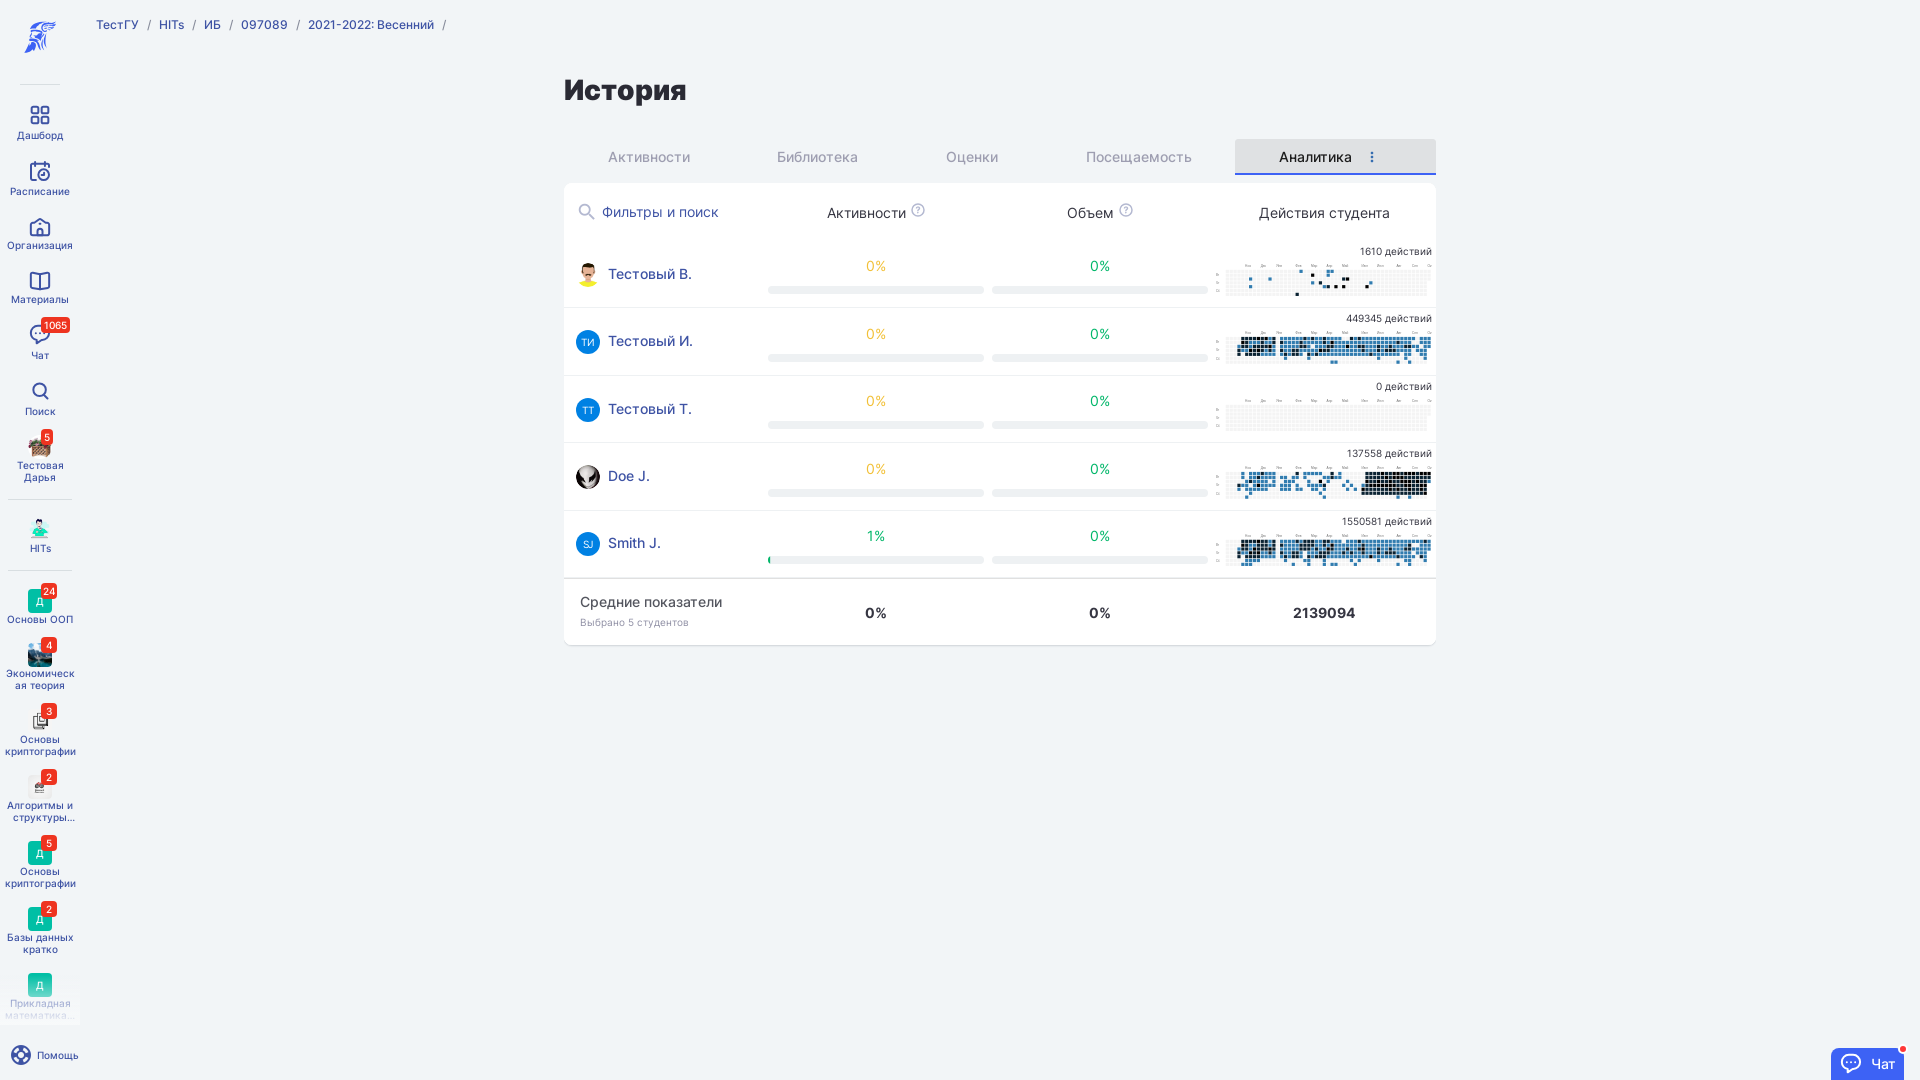 ТестГУ / HITs / ИБ / 097089 / 2021-2022: Весенний /
Дашборд
Расписание
Организация
Материалы
1065
Чат
Поиск
5
Тестовая
Дарья
HITs
24
Д
Основы ООП
4
Экономическ
ая теория
3
Основы
криптографии
2
Алгоритмы и
структуры...
5
Д
Основы
криптографии
2
Д
Базы данных
кратко
Д
Прикладная
математика...
Помощь
История
Активности Библиотека Оценки Посещаемость Аналитика
Фильтры и поиск Активности Объем Действия студента
1610 действий
Тестовый В. 0% 0%
449345 действий
ТИ Тестовый И. 0% 0%
0 действий
ТТ Тестовый Т. 0% 0%
137558 действий
Doe J. 0% 0%
1550581 действий
SJ Smith J. 1% 0%
Средние показатели 0% 0% 2139094
Выбрано 5 студентов
Чат